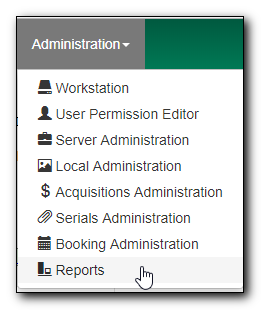 Administration
Workstation
User Permission Editor
Server Administration
Local Administration
$ Acquisitions Administration
Serials Administration
Booking Administration
Reports